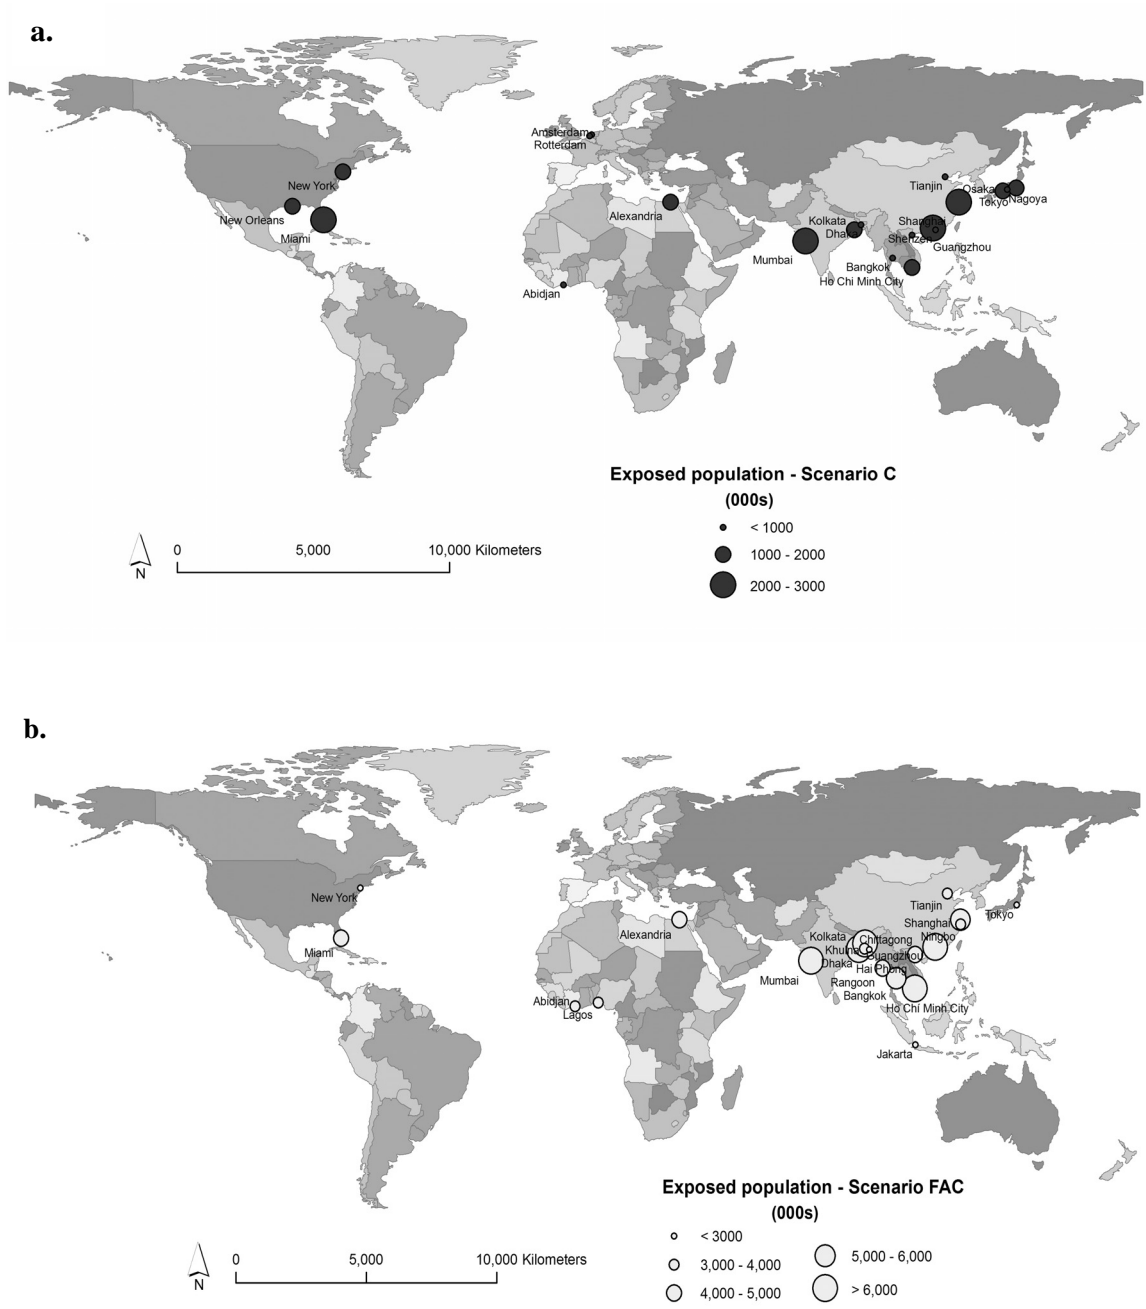 a.
Amsterdam
Rotterdam
New York
New Orleans
Miami
Alexandria
Abidjan
Tianjin
Osaka
Tokyo
Nagoya
Kolkata
Dhaka
Shanghai
Shenzen
Guangzhou
Mumbai
Bangkok
Ho Chi Minh City
Exposed population - Scenario C
(000s)
< 1000
1000 - 2000
2000 - 3000
0 5,000 10,000 Kilometers
N
b.
New York
Miami
Alexandria
Abidjan
Lagos
Tianjin
Shanghai
Tokyo
Ningbo
Kolkata
Chittagong
Khulna
Guangzhou
Dhaka
Hai Phong
Mumbai
Rangoon
Bangkok
Ho Chi Minh City
Jakarta
Exposed population - Scenario FAC
(000s)
< 3000
3,000 - 4,000
4,000 - 5,000
5,000 - 6,000
> 6,000
0 5,000 10,000 Kilometers
N